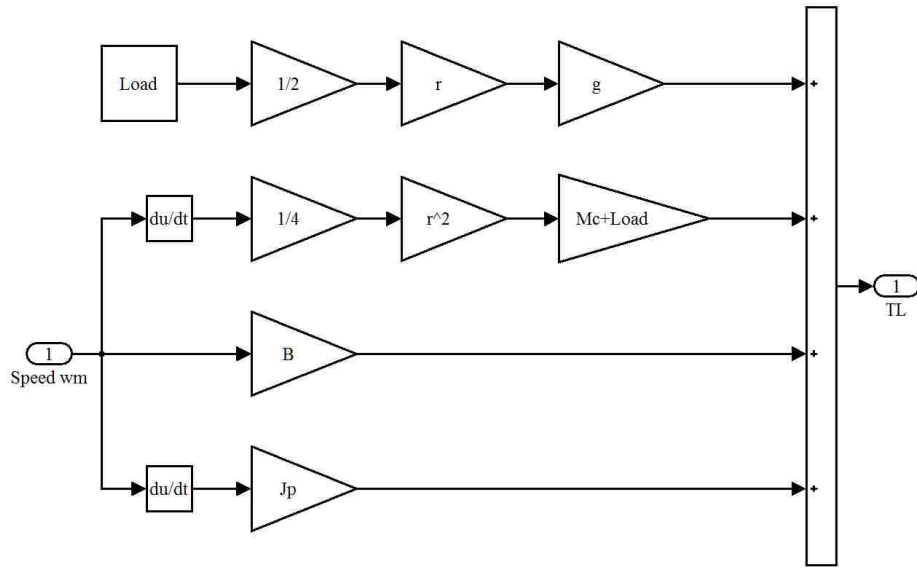 Load
1/2
r
g
+
du/dt
1/4
r^2
Mc+Load
+
1
TL
1
Speed wm
B
+
du/dt
Jp
+